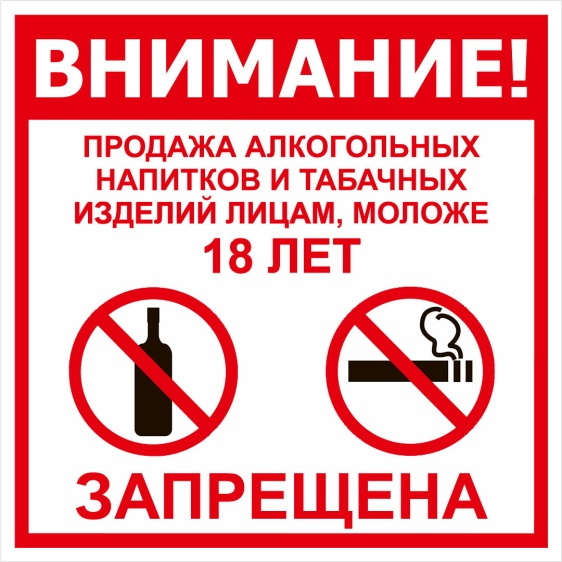 ВНИМАНИЕ!
ПРОДАЖА АЛКОГОЛЬНЫХ
НАПИТКОВ И ТАБАЧНЫХ
ИЗДЕЛИЙ ЛИЦАМ, МОЛОЖЕ
18 ЛЕТ
ЗАПРЕЩЕНА